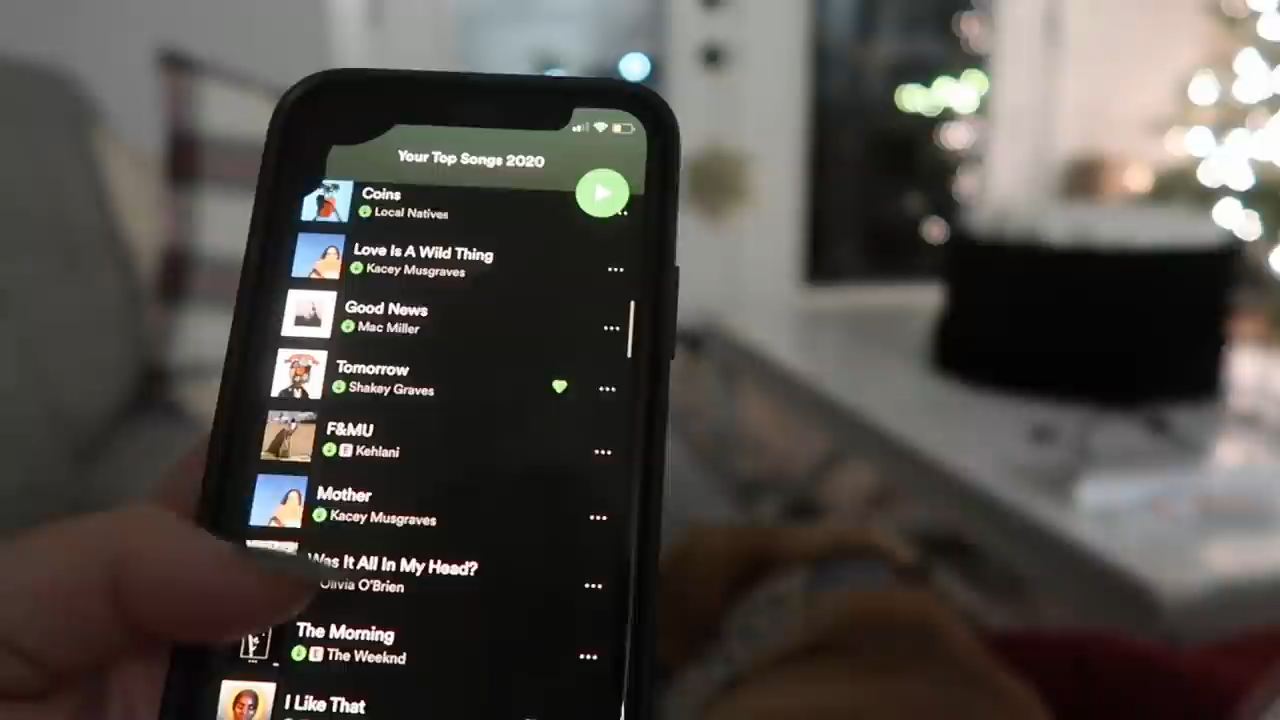 Your Top Songs 2020
Coins
Local Natives
Love Is A Wild Thing
Kacey Musgraves
Good News
Mac Miller
Tomorrow
Shakey Graves
F&MU
E Kehlani
Mother
Kacey Musgraves
Was It All In My Head?
Olivia O'Brien
The Morning
E The Weeknd
I Like That